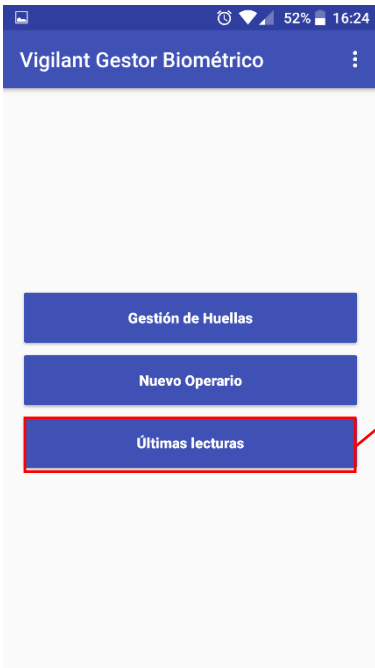 52% 16:24
Vigilant Gestor Biométrico
Gestión de Huellas
Nuevo Operario
Últimas lecturas